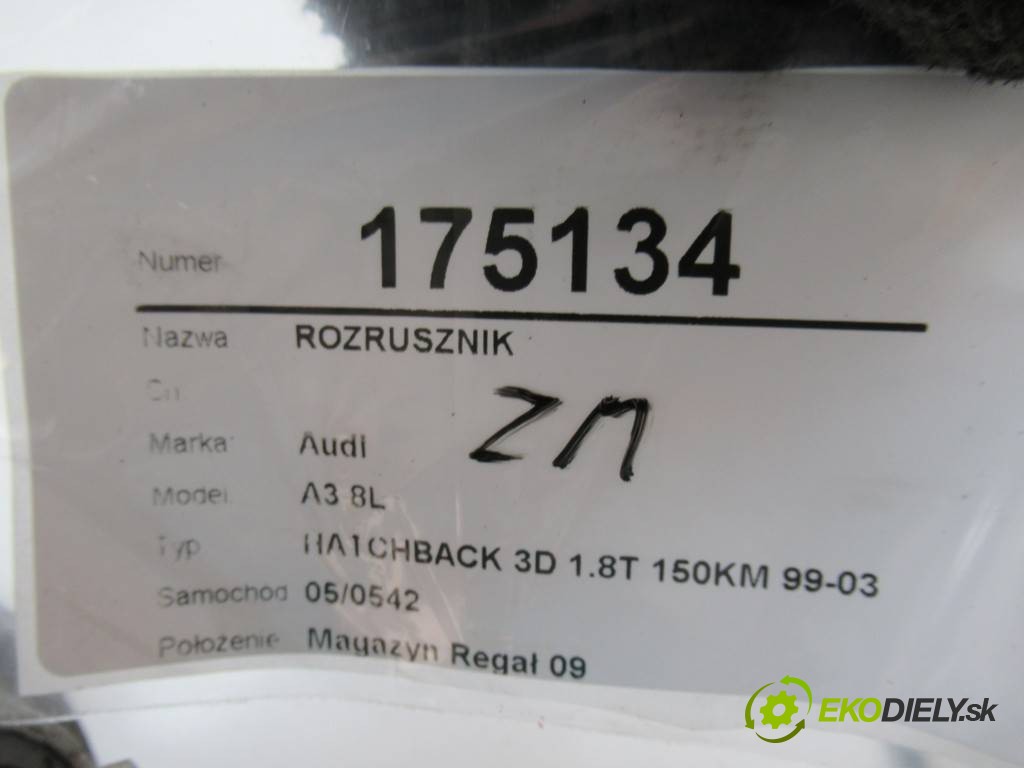 Numer 175134
Nazwa ROZRUSZNIK
ZM
Marka: Audi
Model: A3 8L
Typ HATCHBACK 3D 1.8T 150KM 99-03
Samochod 05/0542
Położenie Magazyn Regał 09
EKODIELY.sk